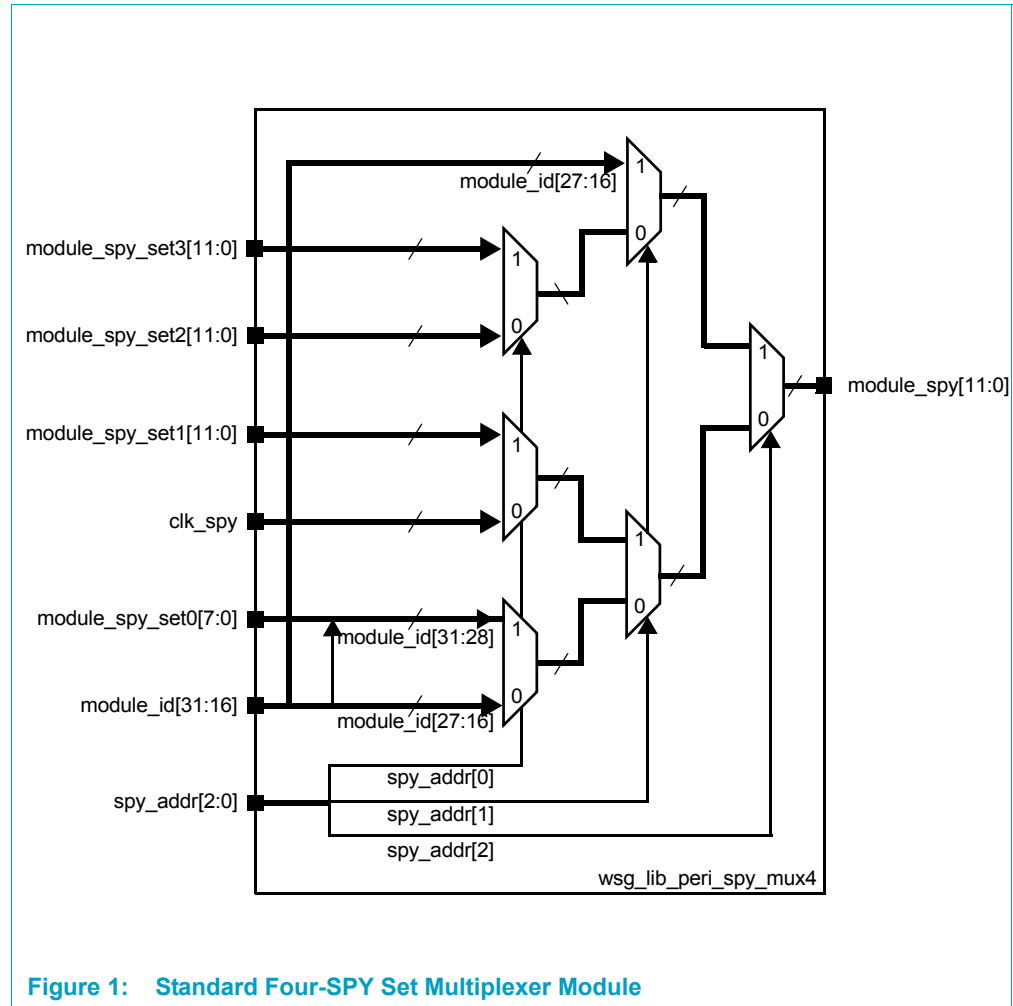 1
module_id[27:16]
module_spy_set3[11:0]
0
1
module_spy_set2[11:0]
0
1
module_spy[11:0]
0
module_spy_set1[11:0]
1
clk_spy
0
1
module_spy_set0[7:0]
0
1
module_id[31:28]
module_id[31:16]
0
module_id[27:16]
spy_addr[0]
spy_addr[2:0]
spy_addr[1]
spy_addr[2]
wsg_lib_peri_spy_mux4
Figure 1: Standard Four-SPY Set Multiplexer Module